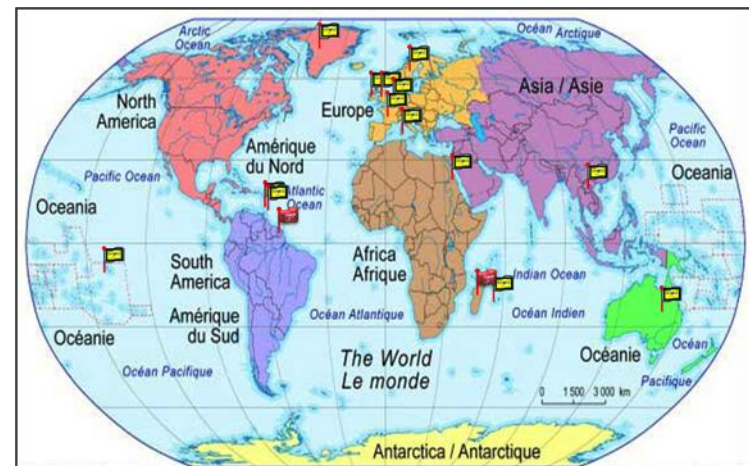 Arctic
Ocean
Océan
Arctique
North
America
Europe
Asia / Asie
Pacific
Ocean
Amérique
du Nord
Pacific Ocean
Atlantic
Ocean
Oceania
Oceania
South
America
Africa
Afrique
Indian Ocean
Amérique
du Sud
Océan Atlantique
Océan Indien
Océanie
Océanie
Océan
Pacifique
Océan Pacifique
The World
Le monde
0 1 500 3 000 km
Antarctica / Antarctique